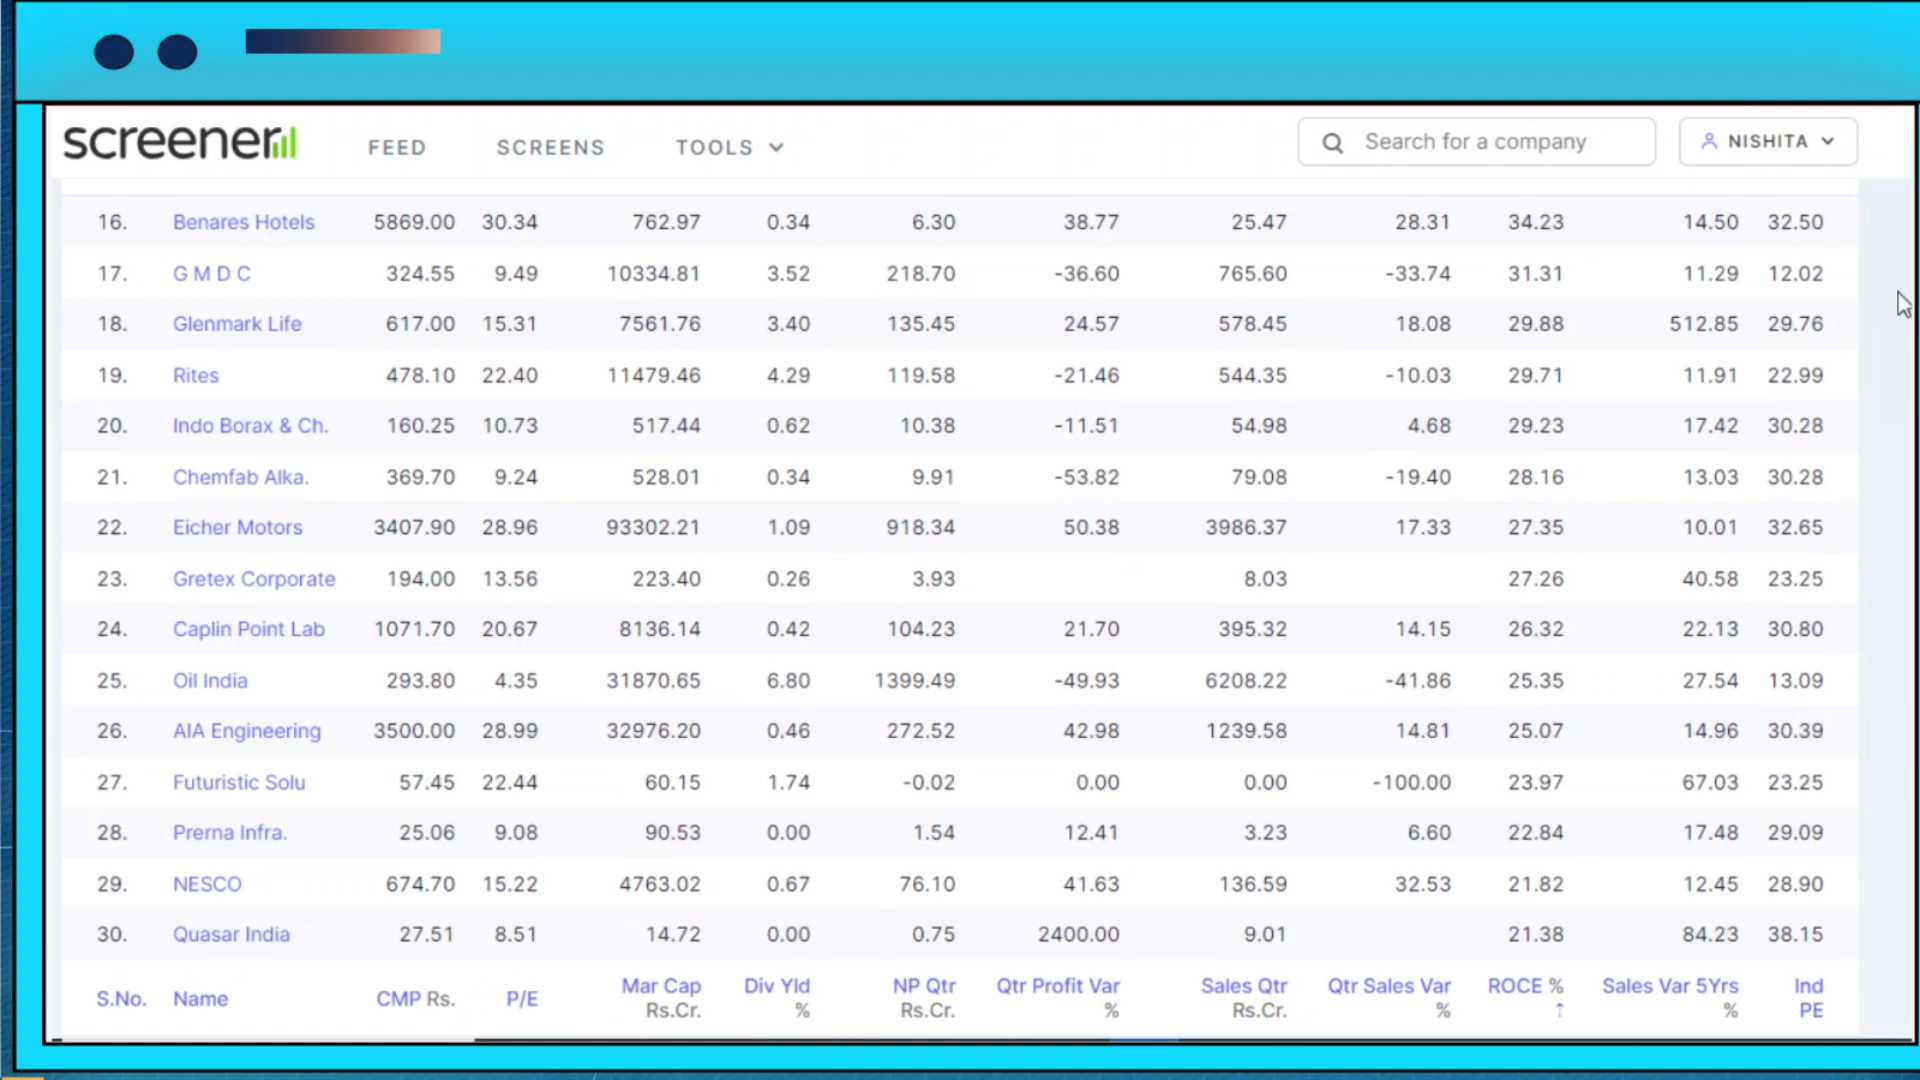 screener FEED SCREENS TOOLS Search for a company NISHITA
16. Benares Hotels 5869.00 30.34 762.97 0.34 6.30 38.77 25.47 28.31 34.23 14.50 32.50
17. G M D C 324.55 9.49 10334.81 3.52 218.70 -36.60 765.60 -33.74 31.31 11.29 12.02
18. Glenmark Life 617.00 15.31 7561.76 3.40 135.45 24.57 578.45 18.08 29.88 512.85 29.76
19. Rites 478.10 22.40 11479.46 4.29 119.58 -21.46 544.35 -10.03 29.71 11.91 22.99
20. Indo Borax & Ch. 160.25 10.73 517.44 0.62 10.38 -11.51 54.98 4.68 29.23 17.42 30.28
21. Chemfab Alka. 369.70 9.24 528.01 0.34 9.91 -53.82 79.08 -19.40 28.16 13.03 30.28
22. Eicher Motors 3407.90 28.96 93302.21 1.09 918.34 50.38 3986.37 17.33 27.35 10.01 32.65
23. Gretex Corporate 194.00 13.56 223.40 0.26 3.93 8.03 27.26 40.58 23.25
24. Caplin Point Lab 1071.70 20.67 8136.14 0.42 104.23 21.70 395.32 14.15 26.32 22.13 30.80
25. Oil India 293.80 4.35 31870.65 6.80 1399.49 -49.93 6208.22 -41.86 25.35 27.54 13.09
26. AIA Engineering 3500.00 28.99 32976.20 0.46 272.52 42.98 1239.58 14.81 25.07 14.96 30.39
27. Futuristic Solu 57.45 22.44 60.15 1.74 -0.02 0.00 0.00 -100.00 23.97 67.03 23.25
28. Prerna Infra. 25.06 9.08 90.53 0.00 1.54 12.41 3.23 6.60 22.84 17.48 29.09
29. NESCO 674.70 15.22 4763.02 0.67 76.10 41.63 136.59 32.53 21.82 12.45 28.90
30. Quasar India 27.51 8.51 14.72 0.00 0.75 2400.00 9.01 21.38 84.23 38.15
S.No. Name CMP Rs. P/E Mar Cap Div Yld NP Qtr Qtr Profit Var Sales Qtr Qtr Sales Var ROCE % Sales Var 5Yrs Ind
Rs.Cr. % Rs.Cr. % Rs.Cr. % ↑ % PE